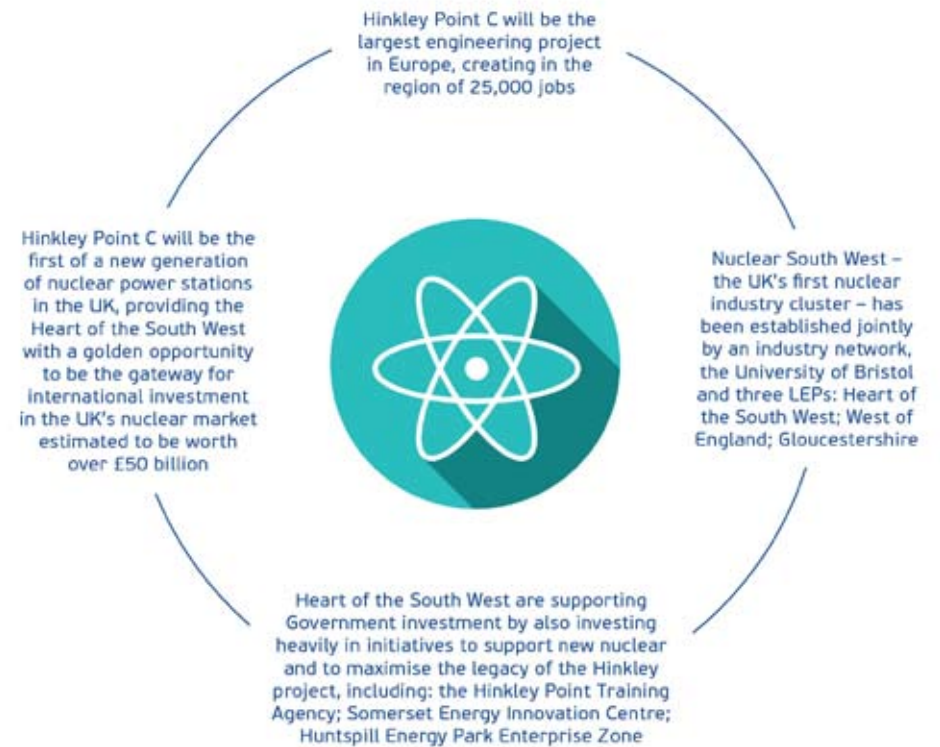 Hinkley Point C will be the
largest engineering project
in Europe, creating in the
region of 25,000 jobs
Hinkley Point C will be the
first of a new generation
of nuclear power stations
in the UK, providing the
Heart of the South West
with a golden opportunity
to be the gateway for
international investment
in the UK's nuclear market
estimated to be worth
over £50 billion
Nuclear South West –
the UK's first nuclear
industry cluster – has
been established jointly
by an industry network,
the University of Bristol
and three LEPs: Heart of
the South West; West of
England; Gloucestershire
Heart of the South West are supporting
Government investment by also investing
heavily in initiatives to support new nuclear
and to maximise the legacy of the Hinkley
project, including: the Hinkley Point Training
Agency; Somerset Energy Innovation Centre;
Huntspill Energy Park Enterprise Zone